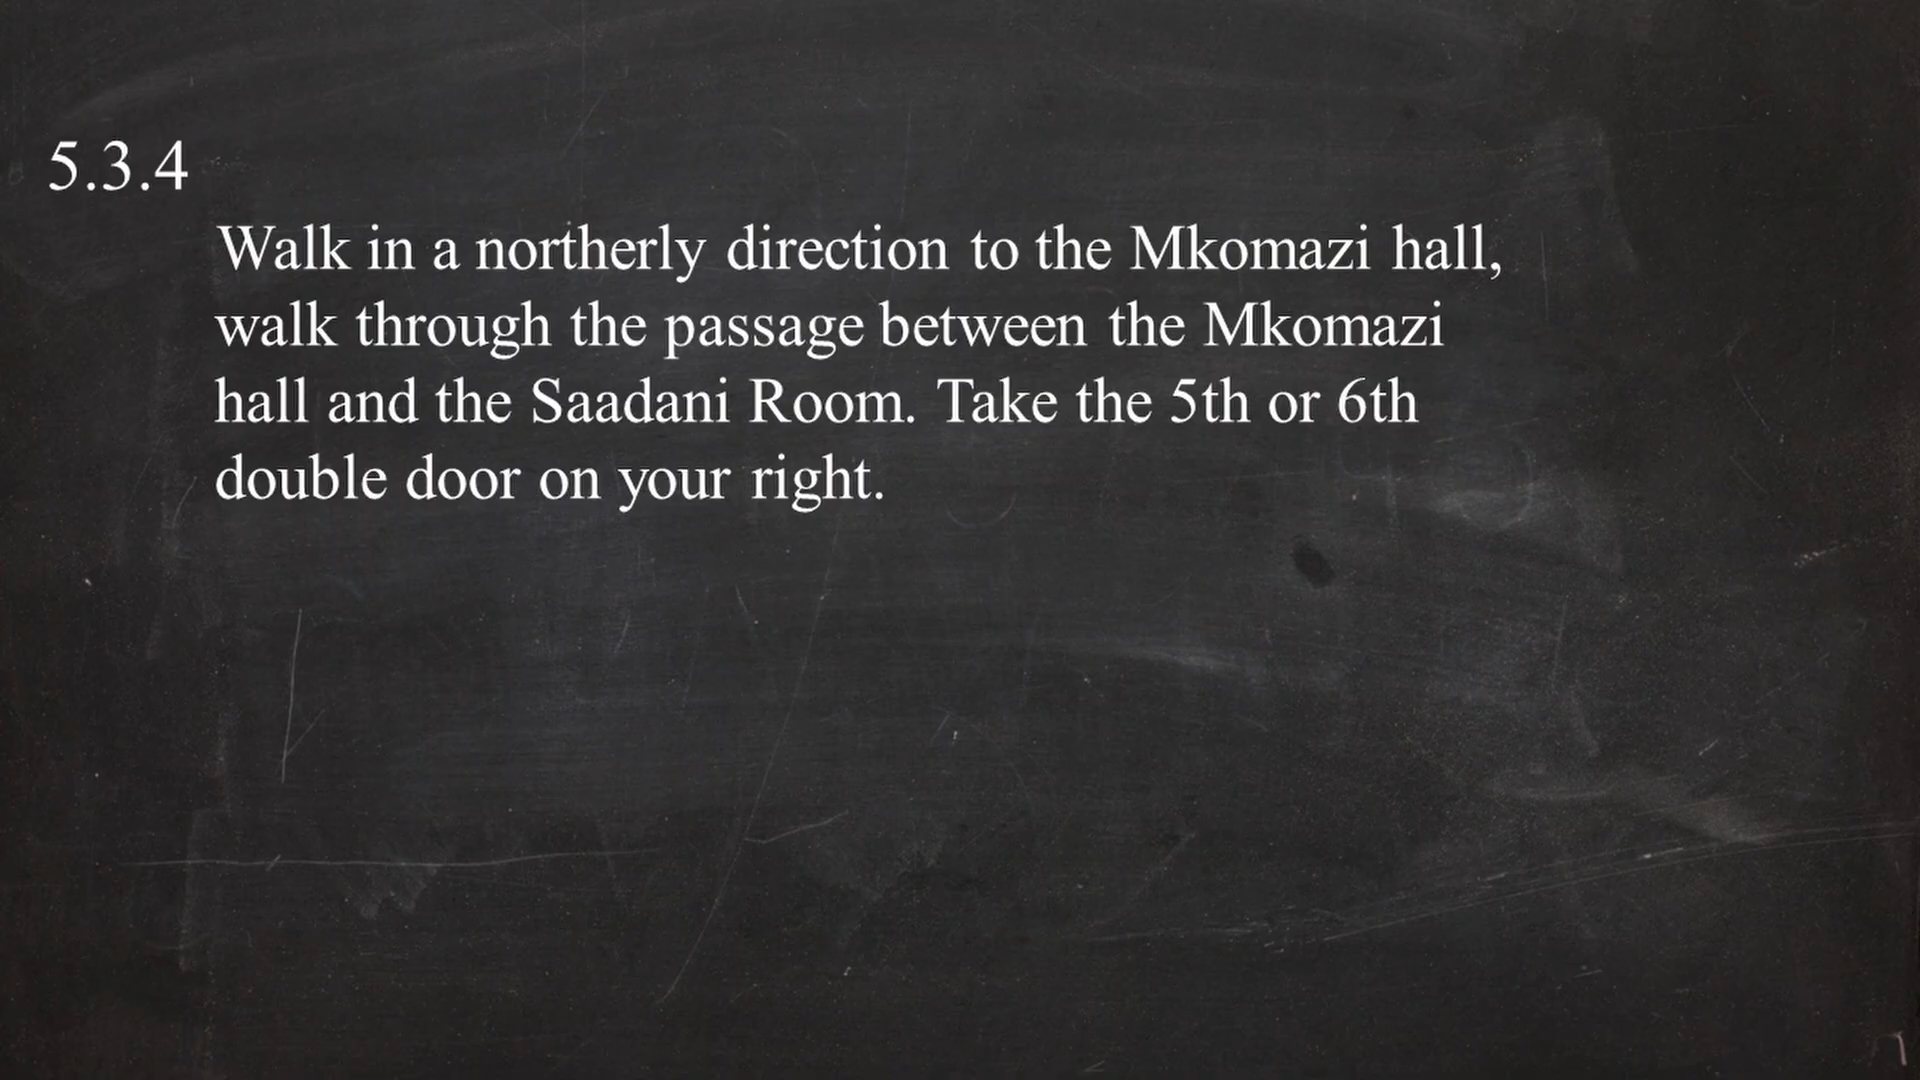 5.3.4
Walk in a northerly direction to the Mkomazi hall,
walk through the passage between the Mkomazi
hall and the Saadani Room. Take the 5th or 6th
double door on your right.